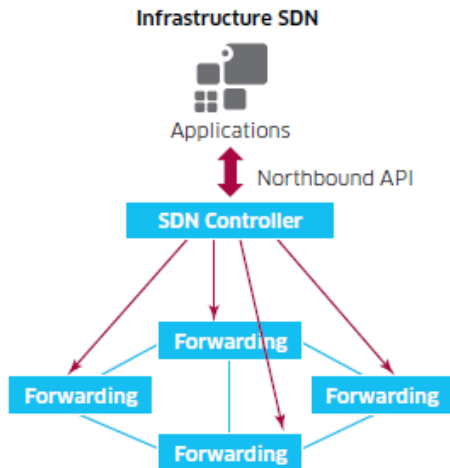 Infrastructure SDN
Applications
Northbound API
SDN Controller
Forwarding
Forwarding
Forwarding
Forwarding